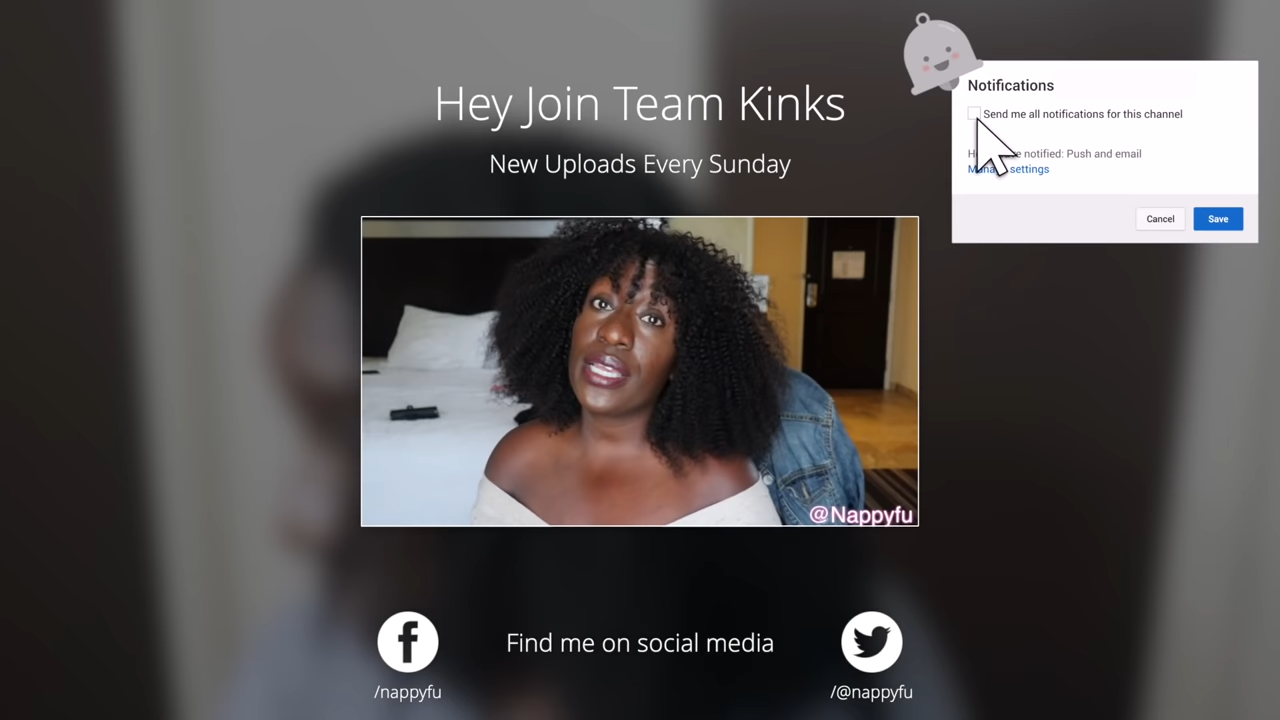 Hey Join Team Kinks
New Uploads Every Sunday
Notifications
Send me all notifications for this channel
notified: Push and email
settings
Cancel
Save
@Nappyfu
Find me on social media
/nappyfu
/@nappyfu